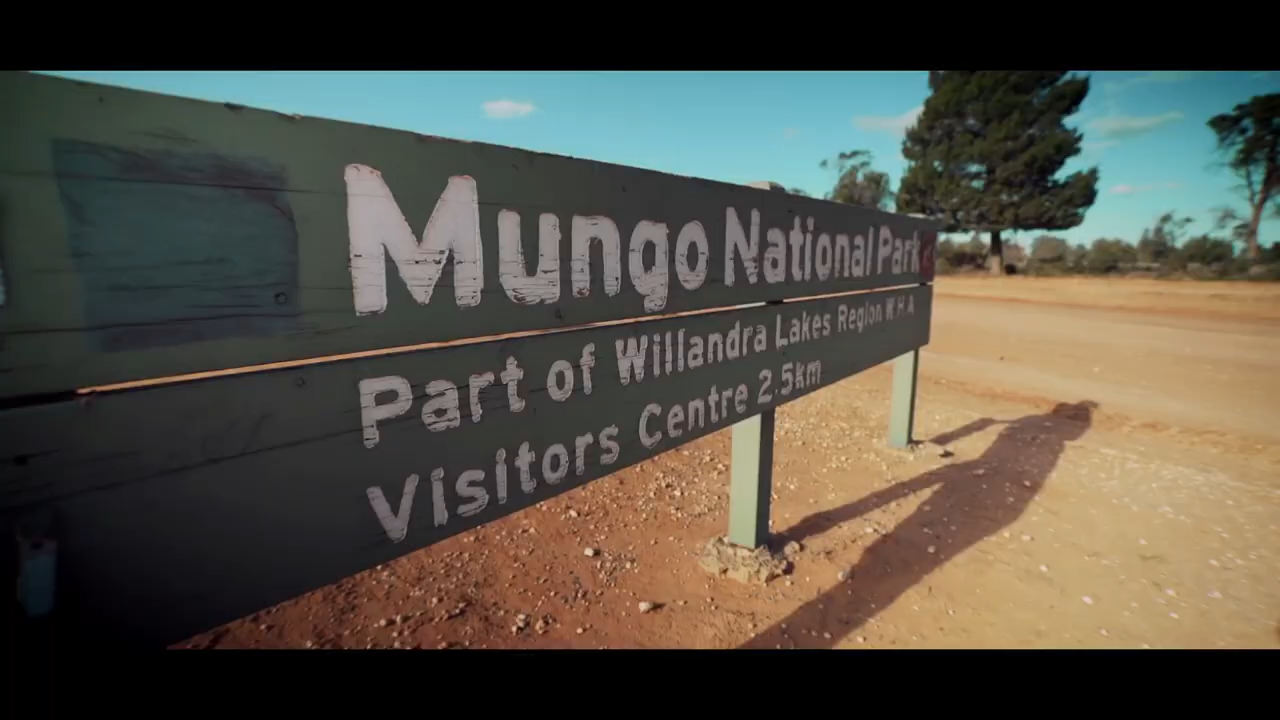 Mungo National Park
Part of Willandra Lakes Region W.H.A
Visitors Centre 2.5km